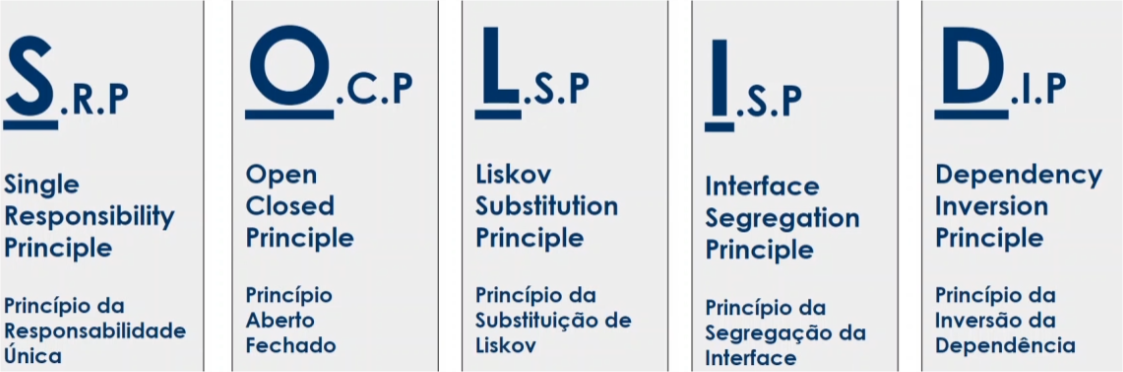 S.R.P
Single
Responsibility
Principle
Princípio da
Responsabilidade
Única
O.C.P
Open
Closed
Principle
Princípio
Aberto
Fechado
L.S.P
Liskov
Substitution
Principle
Princípio da
Substituição de
Liskov
I.S.P
Interface
Segregation
Principle
Princípio da
Segregação da
Interface
D.I.P
Dependency
Inversion
Principle
Princípio da
Inversão da
Dependência